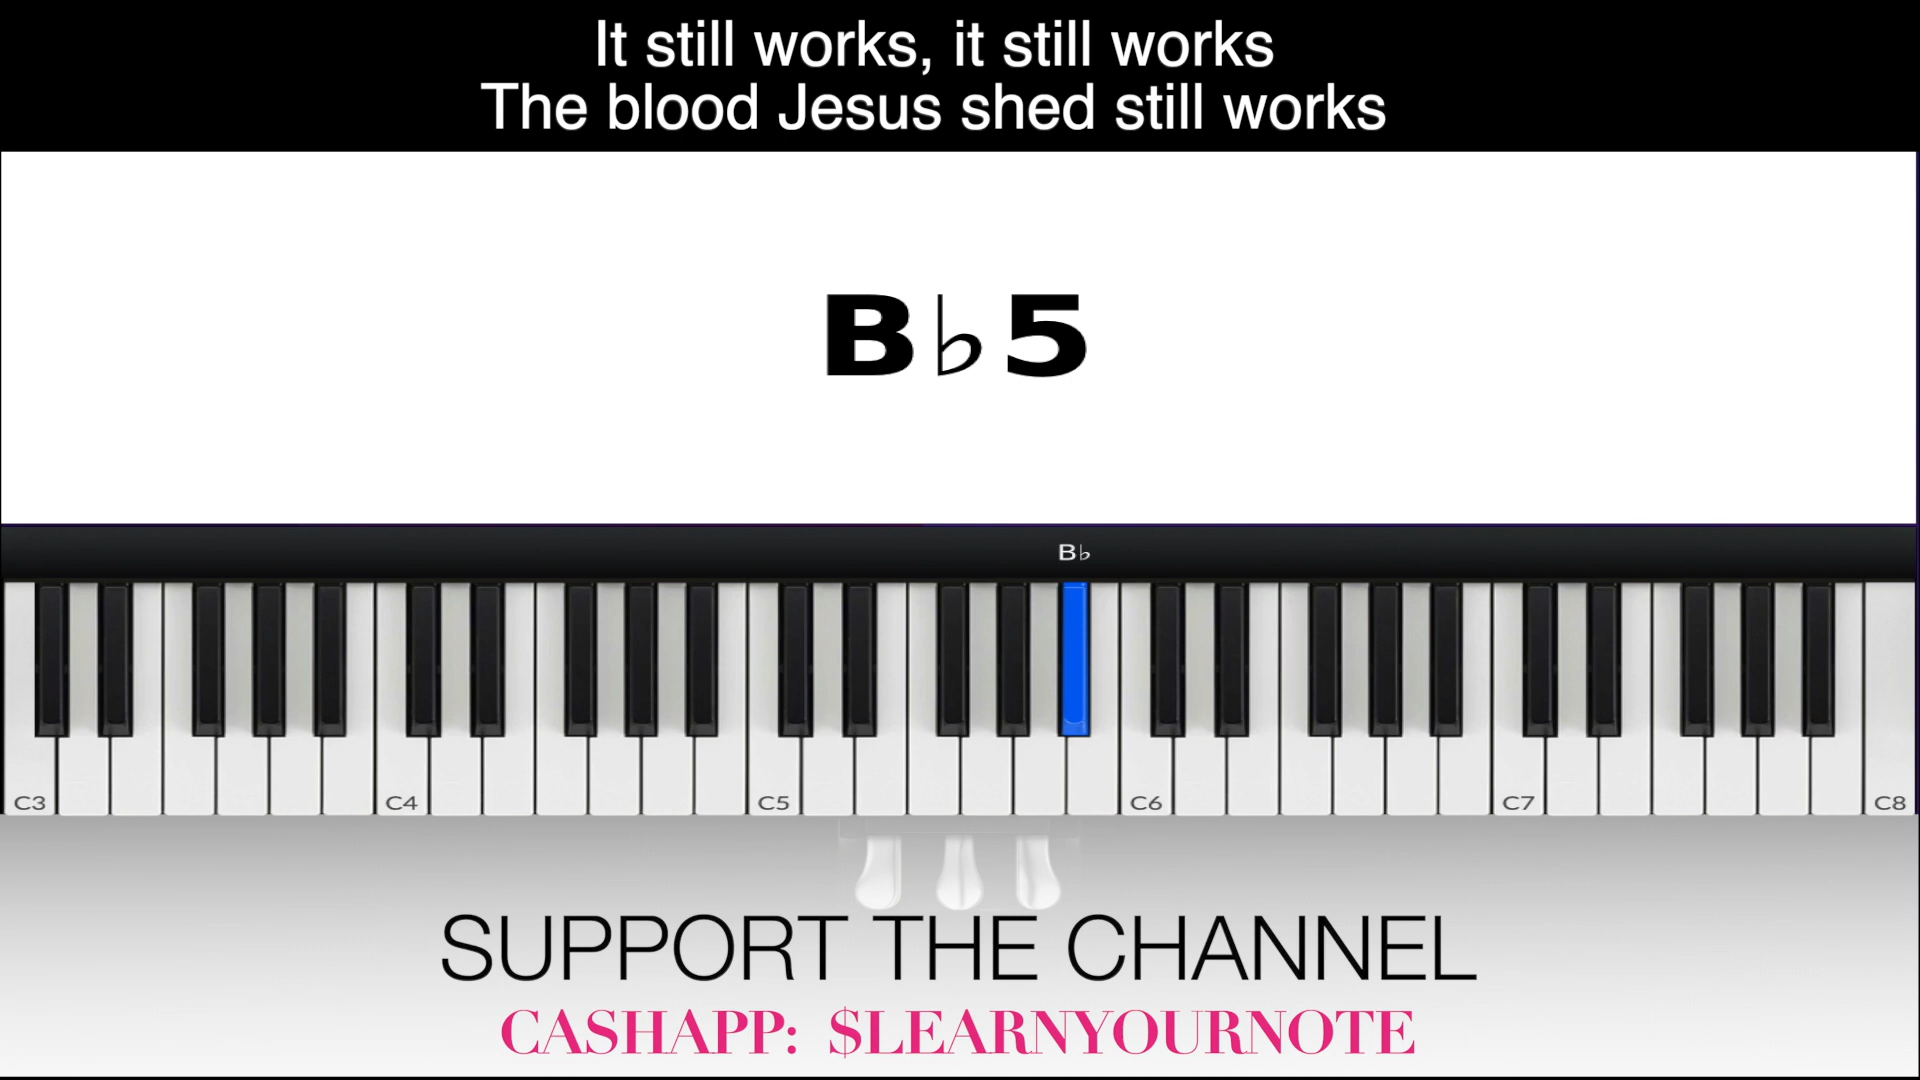 It still works, it still works
The blood Jesus shed still works
B♭5
B♭
C3 C4 C5 C6 C7 C8
SUPPORT THE CHANNEL
CASHAPP: $LEARNYOURNOTE